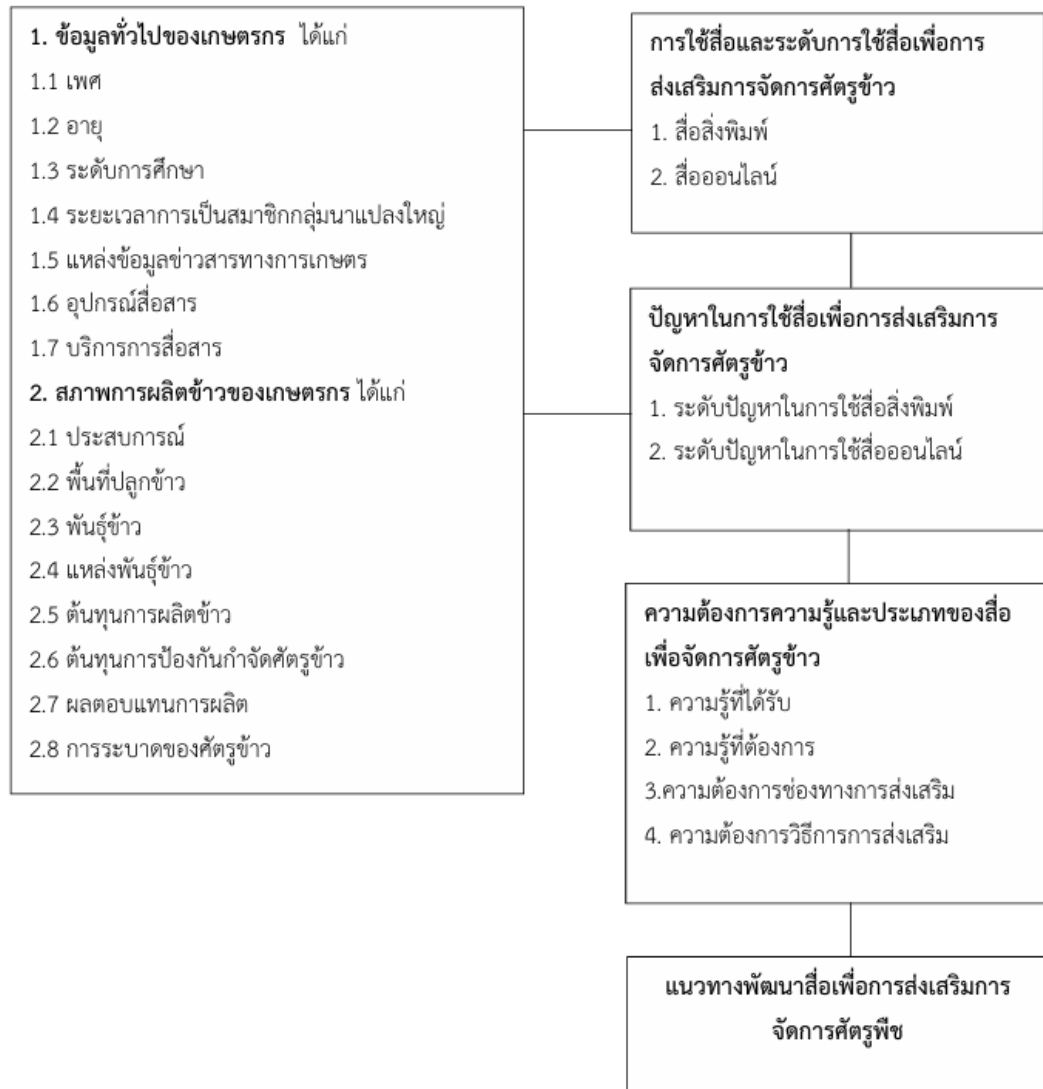 1. ข้อมูลทั่วไปของเกษตรกร ได้แก่
1.1 เพศ
1.2 อายุ
1.3 ระดับการศึกษา
1.4 ระยะเวลาการเป็นสมาชิกกลุ่มนาแปลงใหญ่
1.5 แหล่งข้อมูลข่าวสารทางการเกษตร
1.6 อุปกรณ์สื่อสาร
1.7 บริการการสื่อสาร
2. สภาพการผลิตข้าวของเกษตรกร ได้แก่
2.1 ประสบการณ์
2.2 พื้นที่ปลูกข้าว
2.3 พันธุ์ข้าว
2.4 แหล่งพันธุ์ข้าว
2.5 ต้นทุนการผลิตข้าว
2.6 ต้นทุนการป้องกันกำจัดศัตรูข้าว
2.7 ผลตอบแทนการผลิต
2.8 การระบาดของศัตรูข้าว
การใช้สื่อและระดับการใช้สื่อเพื่อการ
ส่งเสริมการจัดการศัตรูข้าว
1. สื่อสิ่งพิมพ์
2. สื่อออนไลน์
ปัญหาในการใช้สื่อเพื่อการส่งเสริมการ
จัดการศัตรูข้าว
1. ระดับปัญหาในการใช้สื่อสิ่งพิมพ์
2. ระดับปัญหาในการใช้สื่อออนไลน์
ความต้องการความรู้และประเภทของสื่อ
เพื่อจัดการศัตรูข้าว
1. ความรู้ที่ได้รับ
2. ความรู้ที่ต้องการ
3.ความต้องการช่องทางการส่งเสริม
4. ความต้องการวิธีการการส่งเสริม
แนวทางพัฒนาสื่อเพื่อการส่งเสริมการ
จัดการศัตรูพืช